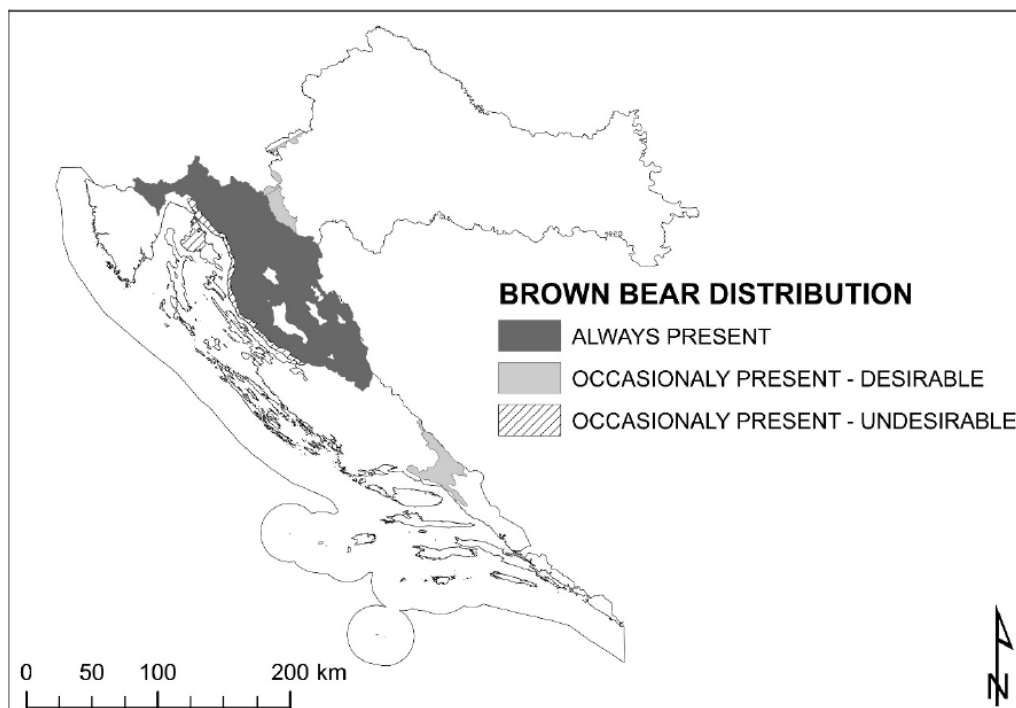 BROWN BEAR DISTRIBUTION
ALWAYS PRESENT
OCCASIONALY PRESENT - DESIRABLE
OCCASIONALY PRESENT - UNDESIRABLE
0 50 100 200 km
N